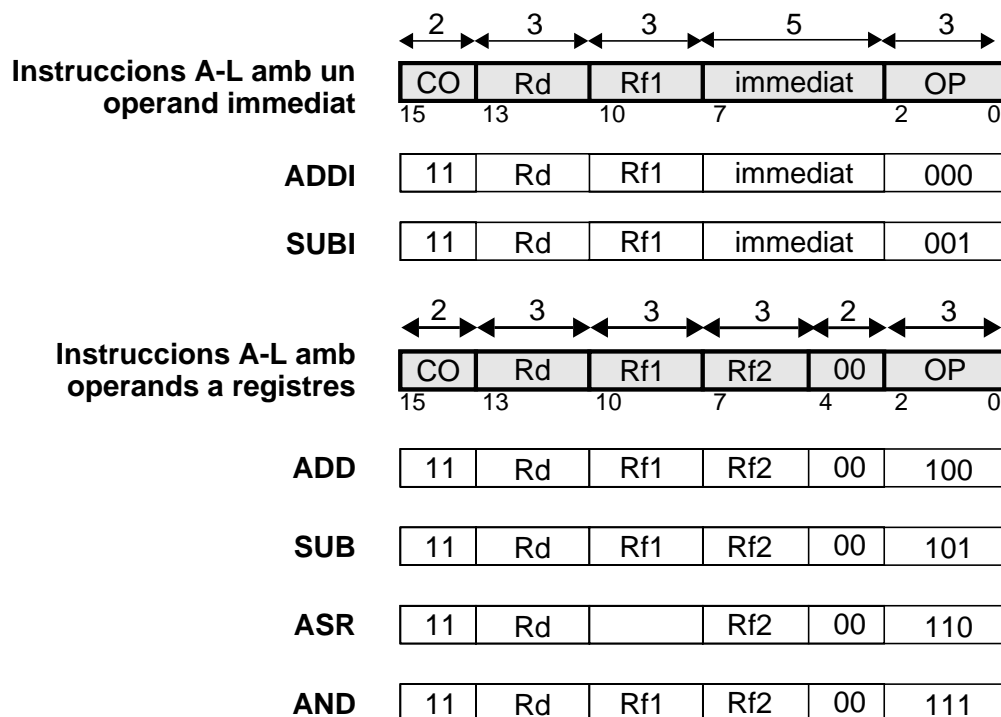 2 3 3 5 3
Instruccions A-L amb un
operand immediat
CO Rd Rf1 immediat OP
15 13 10 7 2 0
ADDI 11 Rd Rf1 immediat 000
SUBI 11 Rd Rf1 immediat 001
2 3 3 3 2 3
Instruccions A-L amb
operands a registres
CO Rd Rf1 Rf2 00 OP
15 13 10 7 4 2 0
ADD 11 Rd Rf1 Rf2 00 100
SUB 11 Rd Rf1 Rf2 00 101
ASR 11 Rd Rf2 00 110
AND 11 Rd Rf1 Rf2 00 111